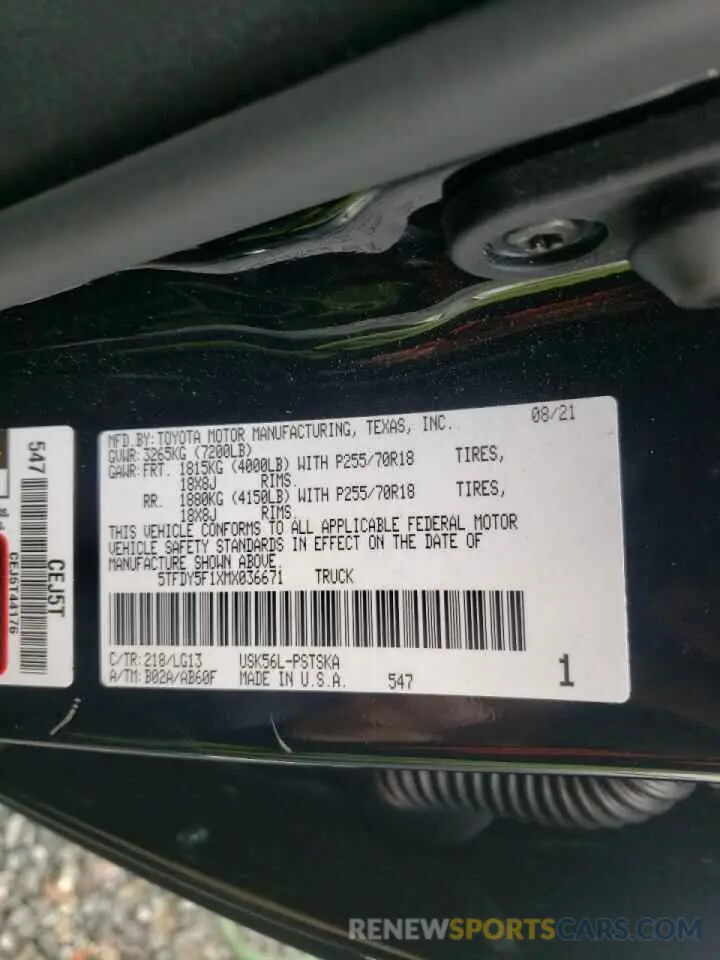 MFD.BY:TOYOTA MOTOR MANUFACTURING, TEXAS, INC. 08/21
GVWR:3265KG (7200LB)
GAWR:FRT. 1815KG (4000LB) WITH P255/70R18 TIRES,
18X8J RIMS.
RR. 1880KG (4150LB) WITH P255/70R18 TIRES,
18X8J RIMS.
THIS VEHICLE CONFORMS TO ALL APPLICABLE FEDERAL MOTOR
VEHICLE SAFETY STANDARDS IN EFFECT ON THE DATE OF
MANUFACTURE SHOWN ABOVE.
5TFDY5F1XMX036671 TRUCK
C/TR:218/LG13 USK56L-PSTSKA
A/TM:B02A/AB60F MADE IN U.S.A. 547 1
547
CEJ5T
CEJ5T44176
RENEWSPORTSCARS.COM